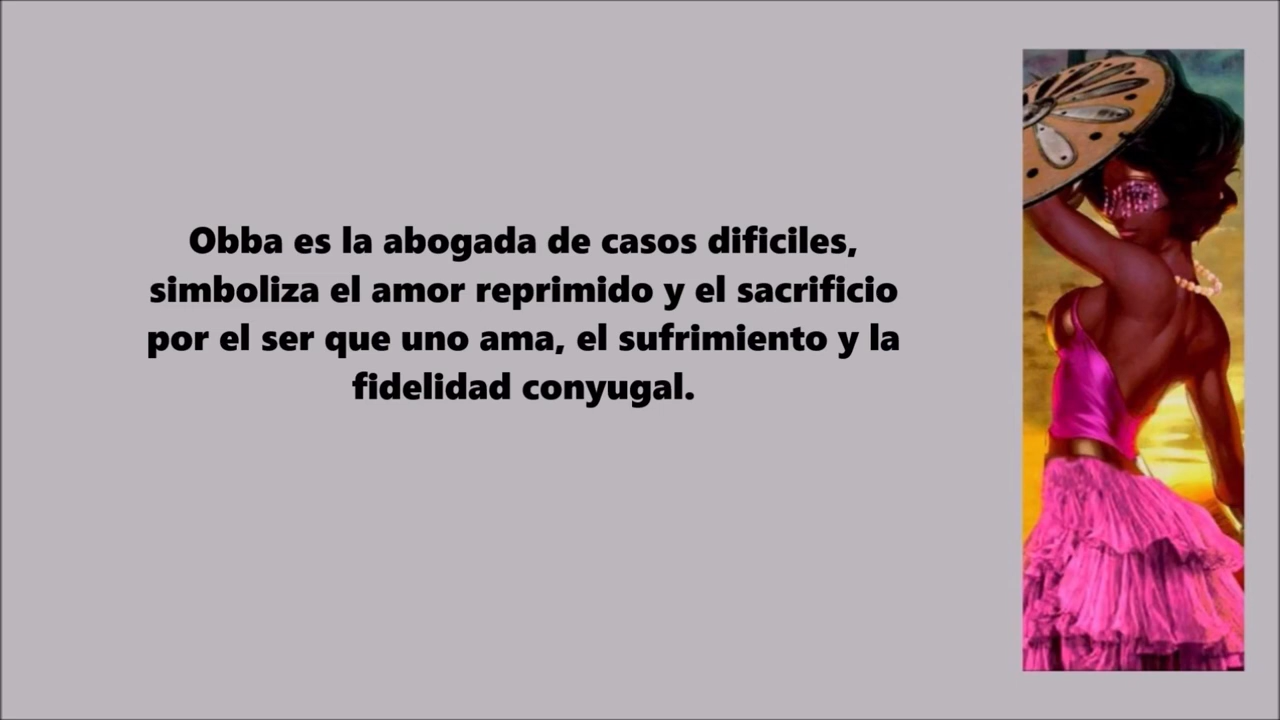 Obba es la abogada de casos dificiles,
simboliza el amor reprimido y el sacrificio
por el ser que uno ama, el sufrimiento y la
fidelidad conyugal.